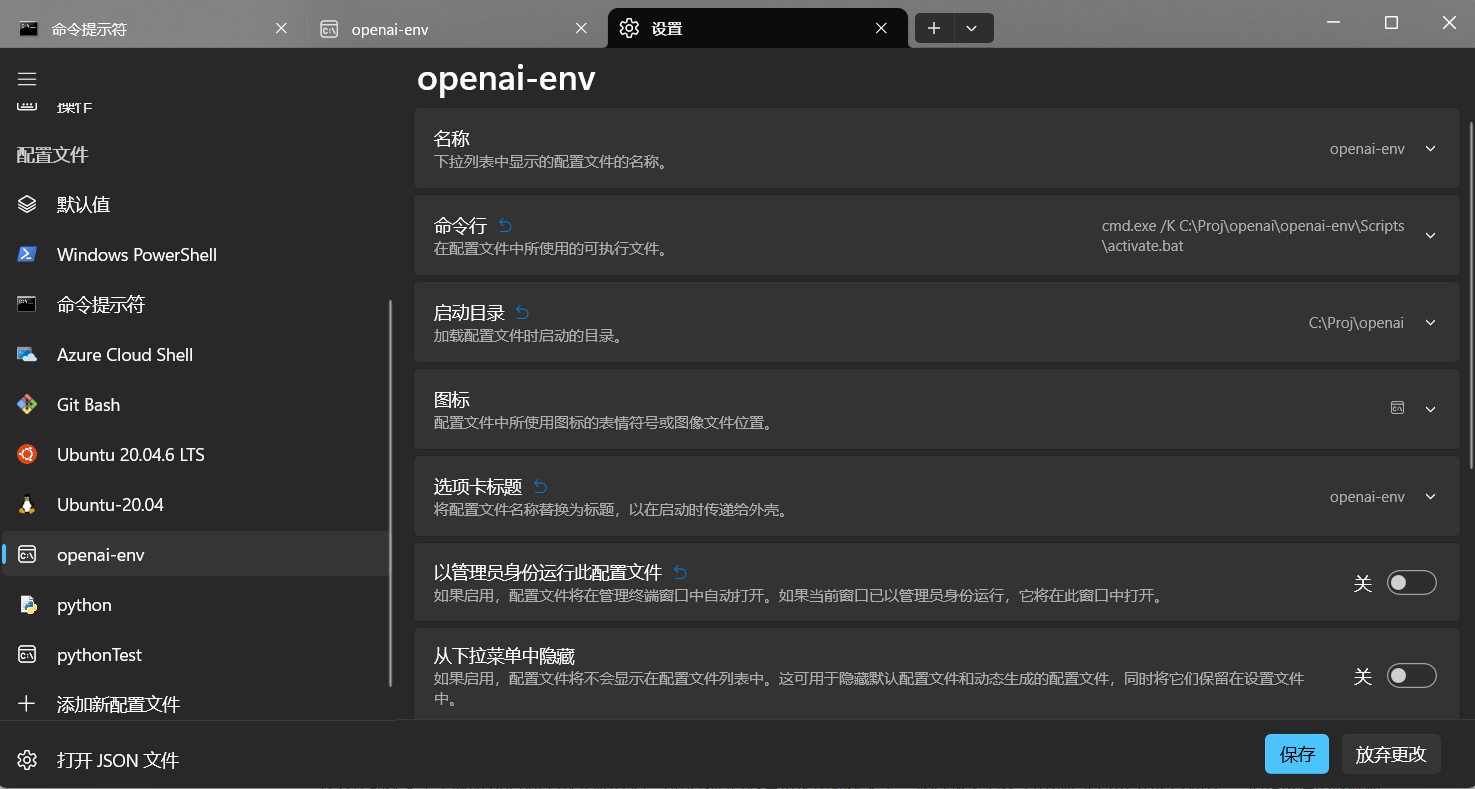 命令提示符
openai-env
设置
操作
配置文件
默认值
Windows PowerShell
命令提示符
Azure Cloud Shell
Git Bash
Ubuntu 20.04.6 LTS
Ubuntu-20.04
openai-env
python
pythonTest
添加新配置文件
打开 JSON 文件
openai-env
名称
下拉列表中显示的配置文件的名称。
openai-env
命令行
在配置文件中所使用的可执行文件。
cmd.exe /K C:\Proj\openai\openai-env\Scripts
\activate.bat
启动目录
加载配置文件时启动的目录。
C:\Proj\openai
图标
配置文件中所使用图标的表情符号或图像文件位置。
选项卡标题
将配置文件名称替换为标题，以在启动时传递给外壳。
openai-env
以管理员身份运行此配置文件
如果启用，配置文件将在管理终端窗口中自动打开。如果当前窗口已以管理员身份运行，它将在此窗口中打开。
关
从下拉菜单中隐藏
如果启用，配置文件将不会显示在配置文件列表中。这可用于隐藏默认配置文件和动态生成的配置文件，同时将它们保留在设置文件
中。
关
保存
放弃更改